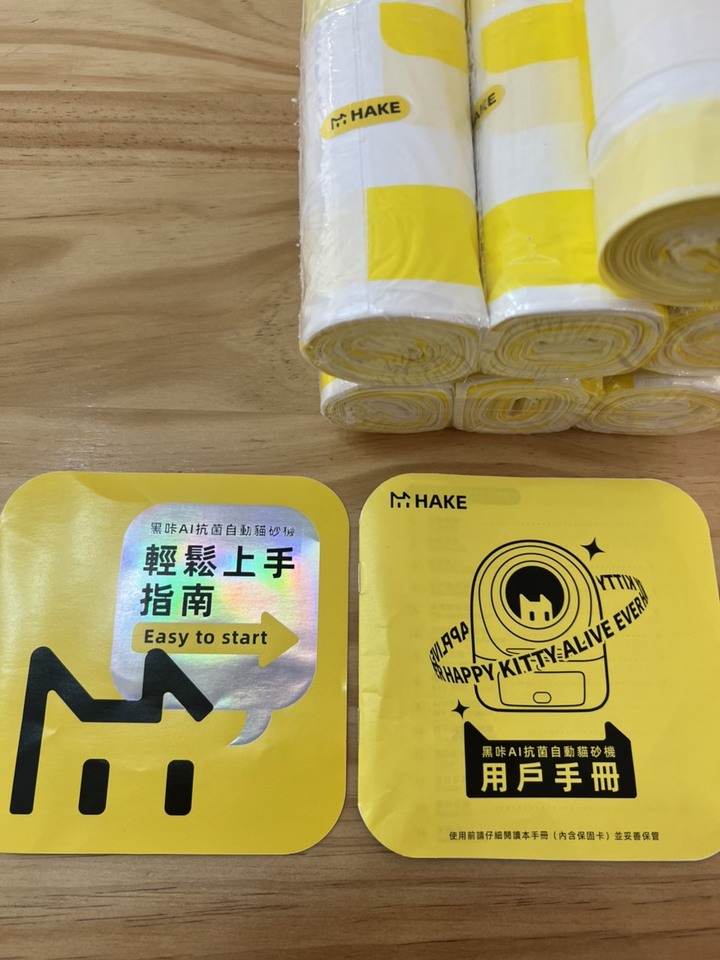 HAKE
AKE
黑咔AI抗菌自動貓砂機
輕鬆上手
指南
Easy to start
HAKE
HAPPY KITTY ALIVE EVER
KITTY
黑咔AI抗菌自動貓砂機
用戶手冊
使用前請仔細閱讀本手冊（內含保固卡）並妥善保管